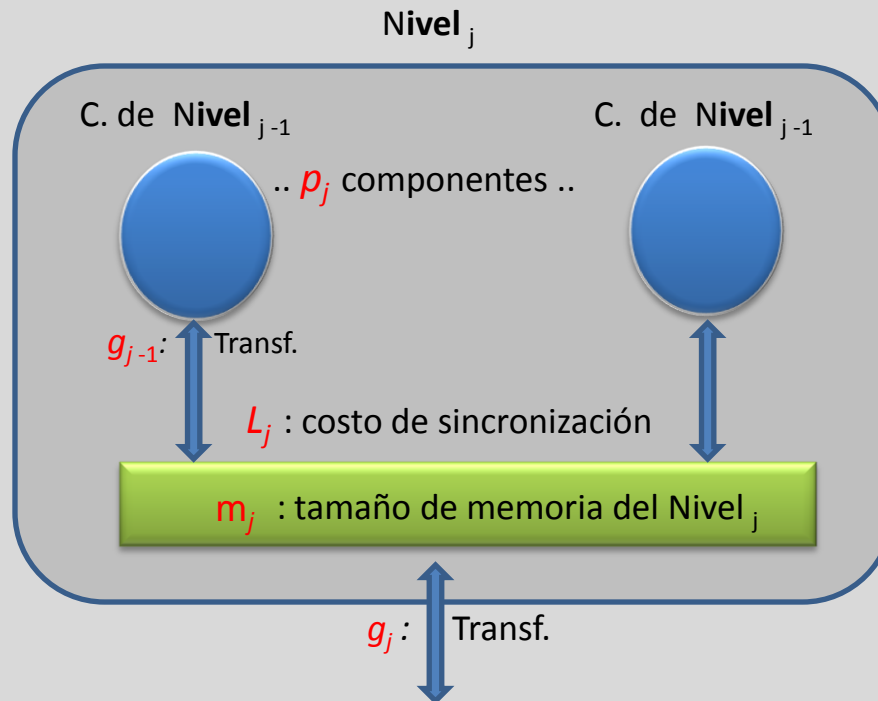 Nivel j
C. de Nivel j -1
C. de Nivel j -1
.. pj componentes ..
gj -1: Transf.
Lj : costo de sincronización
mj : tamaño de memoria del Nivel j
gj : Transf.